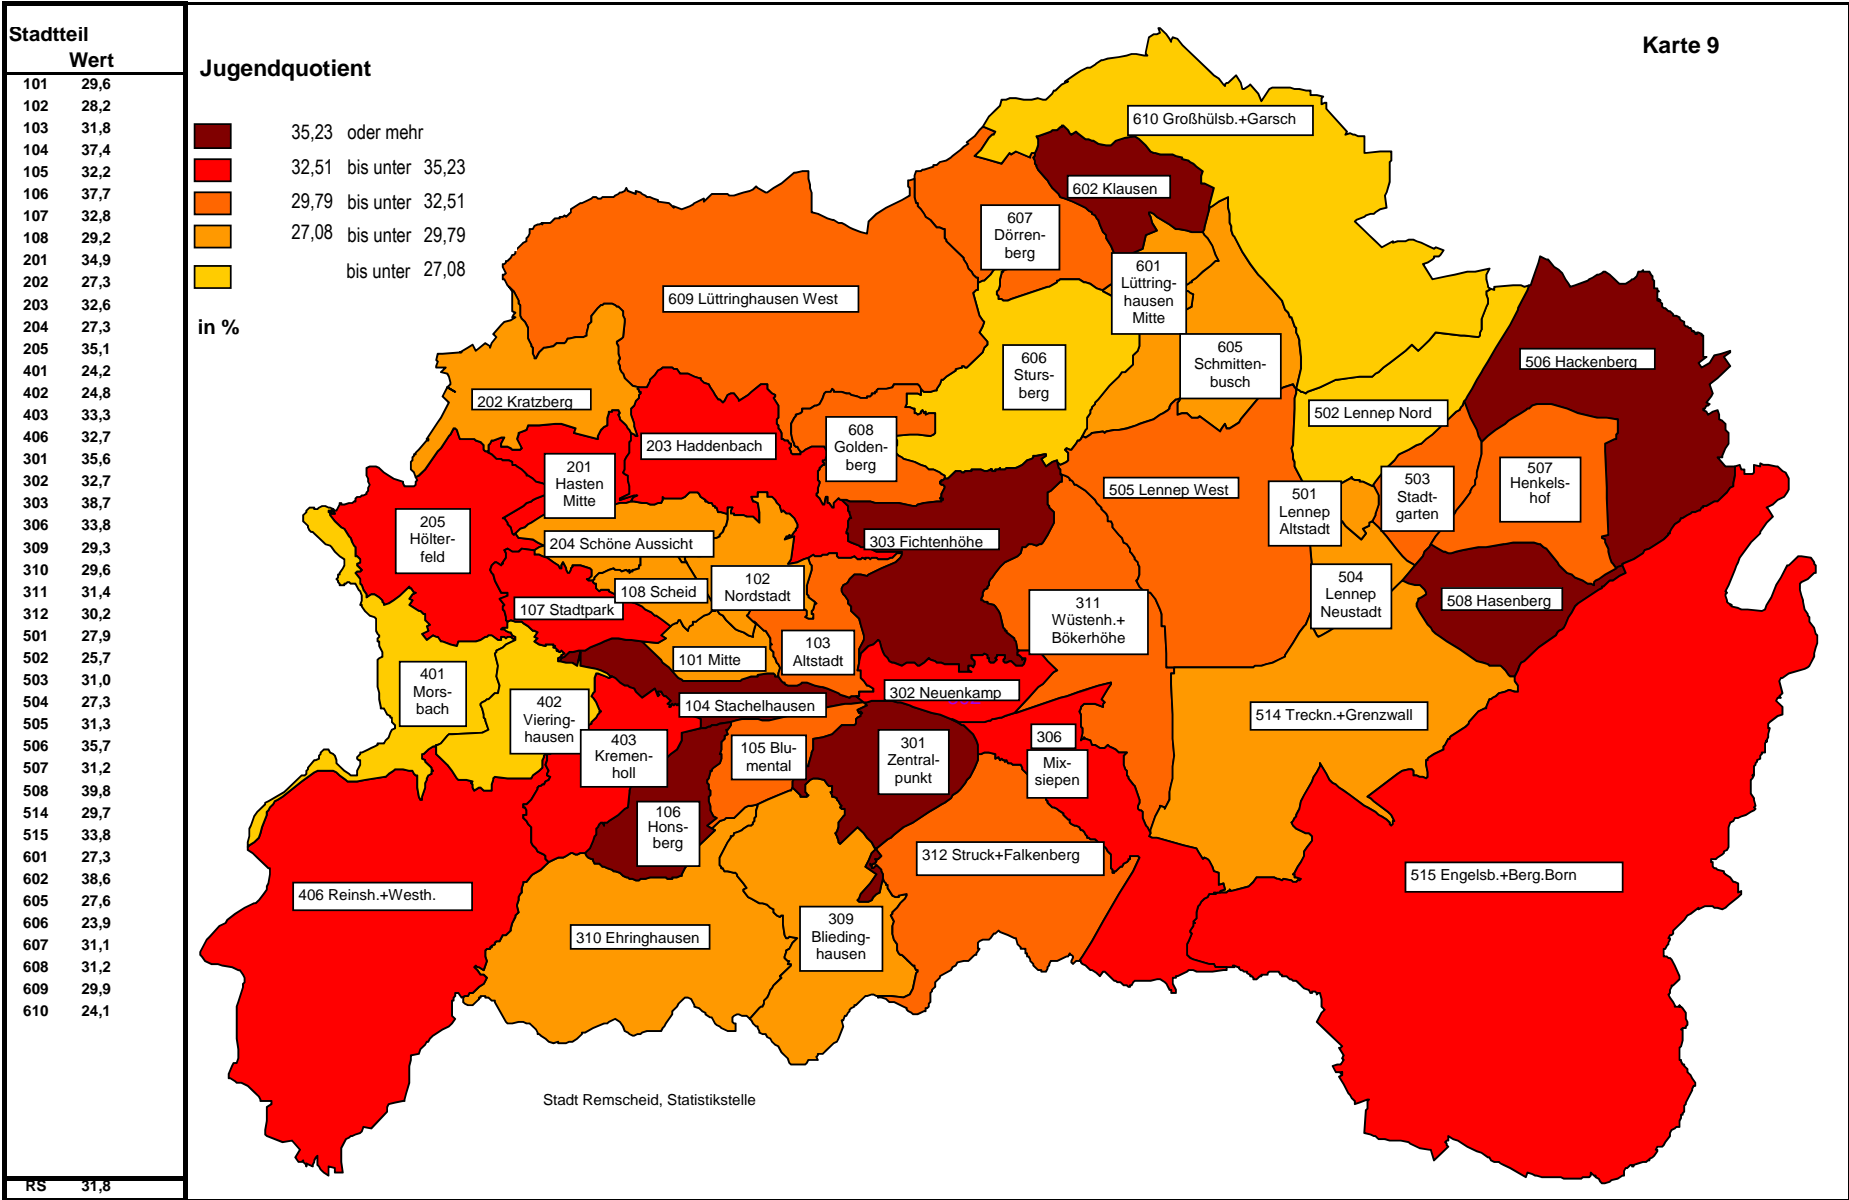 Stadtteil
Wert
101 29,6
102 28,2
103 31,8
104 37,4
105 32,2
106 37,7
107 32,8
108 29,2
201 34,9
202 27,3
203 32,6
204 27,3
205 35,1
401 24,2
402 24,8
403 33,3
406 32,7
301 35,6
302 32,7
303 38,7
306 33,8
309 29,3
310 29,6
311 31,4
312 30,2
501 27,9
502 25,7
503 31,0
504 27,3
505 31,3
506 35,7
507 31,2
508 39,8
514 29,7
515 33,8
601 27,3
602 38,6
605 27,6
606 23,9
607 31,1
608 31,2
609 29,9
610 24,1
RS 31,8
Jugendquotient
35,23 oder mehr
32,51 bis unter 35,23
29,79 bis unter 32,51
27,08 bis unter 29,79
bis unter 27,08
in %
Karte 9
610 Großhülsb.+Garsch
602 Klausen
607
Dörren-
berg
601
Lüttring-
hausen
Mitte
609 Lüttringhausen West
605
Schmitten-
busch
606
Sturs-
berg
506 Hackenberg
202 Kratzberg
502 Lennep Nord
203 Haddenbach
608
Golden-
berg
201
Hasten
Mitte
505 Lennep West
501
Lennep
Altstadt
503
Stadt-
garten
507
Henkels-
hof
205
Hölter-
feld
204 Schöne Aussicht
303 Fichtenhöhe
108 Scheid
102
Nordstadt
504
Lennep
Neustadt
508 Hasenberg
107 Stadtpark
311
Wüstenh.+
Bökerhöhe
103
Altstadt
101 Mitte
401
Mors-
bach
302 Neuenkamp
402
Viering-
hausen
104 Stachelhausen
514 Treckn.+Grenzwall
403
Kremen-
holl
105 Blu-
mental
301
Zentral-
punkt
306
Mix-
siepen
106
Hons-
berg
312 Struck+Falkenberg
515 Engelsb.+Berg.Born
406 Reinsh.+Westh.
310 Ehringhausen
309
Blieding-
hausen
Stadt Remscheid, Statistikstelle